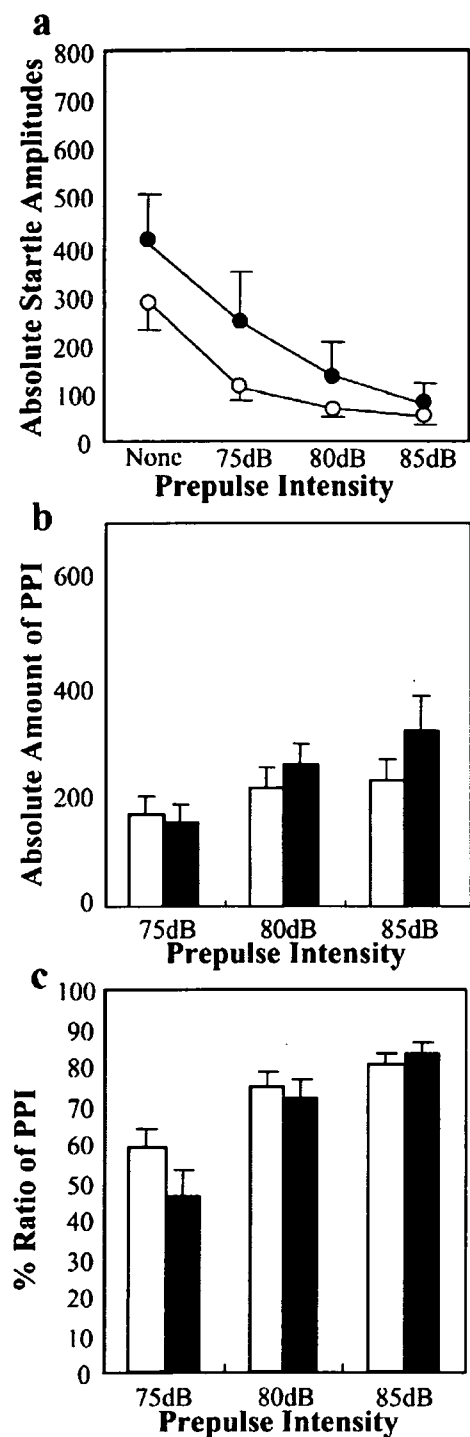 a
Absolute Startle Amplitudes
800
700
600
500
400
300
200
100
0
None 75dB 80dB 85dB
Prepulse Intensity
b
Absolute Amount of PPI
600
400
200
0
75dB 80dB 85dB
Prepulse Intensity
c
% Ratio of PPI
100
90
80
70
60
50
40
30
20
10
0
75dB 80dB 85dB
Prepulse Intensity